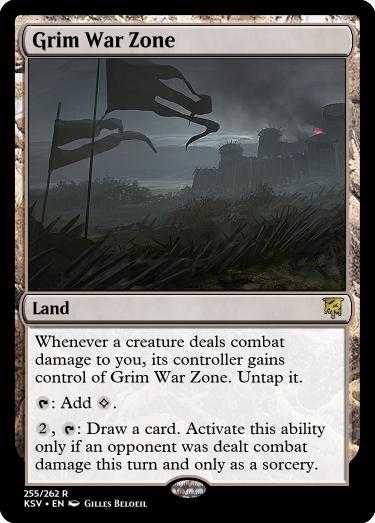 Grim War Zone
Land
Whenever a creature deals combat
damage to you, its controller gains
control of Grim War Zone. Untap it.
: Add .
2, : Draw a card. Activate this ability
only if an opponent was dealt combat
damage this turn and only as a sorcery.
255/262 R
KSV • EN Gilles Beloeil